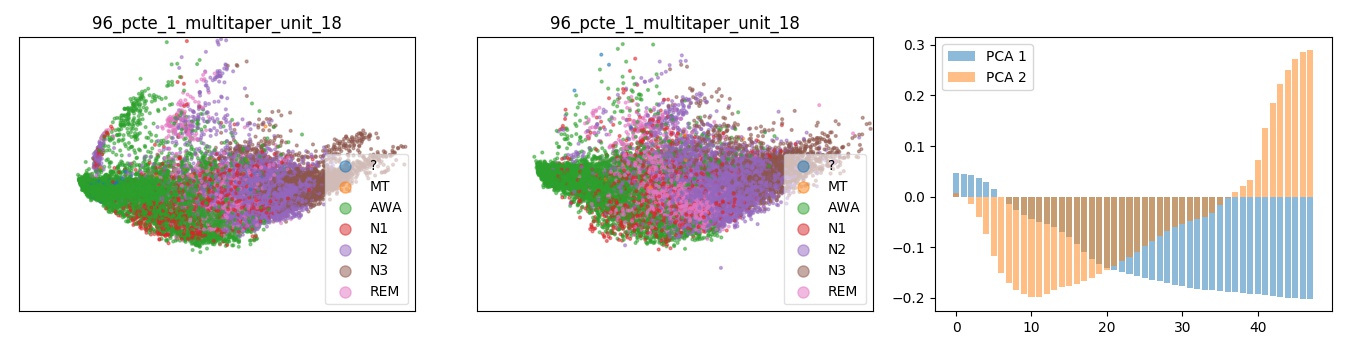 96_pcte_1_multitaper_unit_18
?
MT
AWA
N1
N2
N3
REM
96_pcte_1_multitaper_unit_18
?
MT
AWA
N1
N2
N3
REM
PCA 1
PCA 2
0.3
0.2
0.1
0.0
−0.1
−0.2
0 10 20 30 40